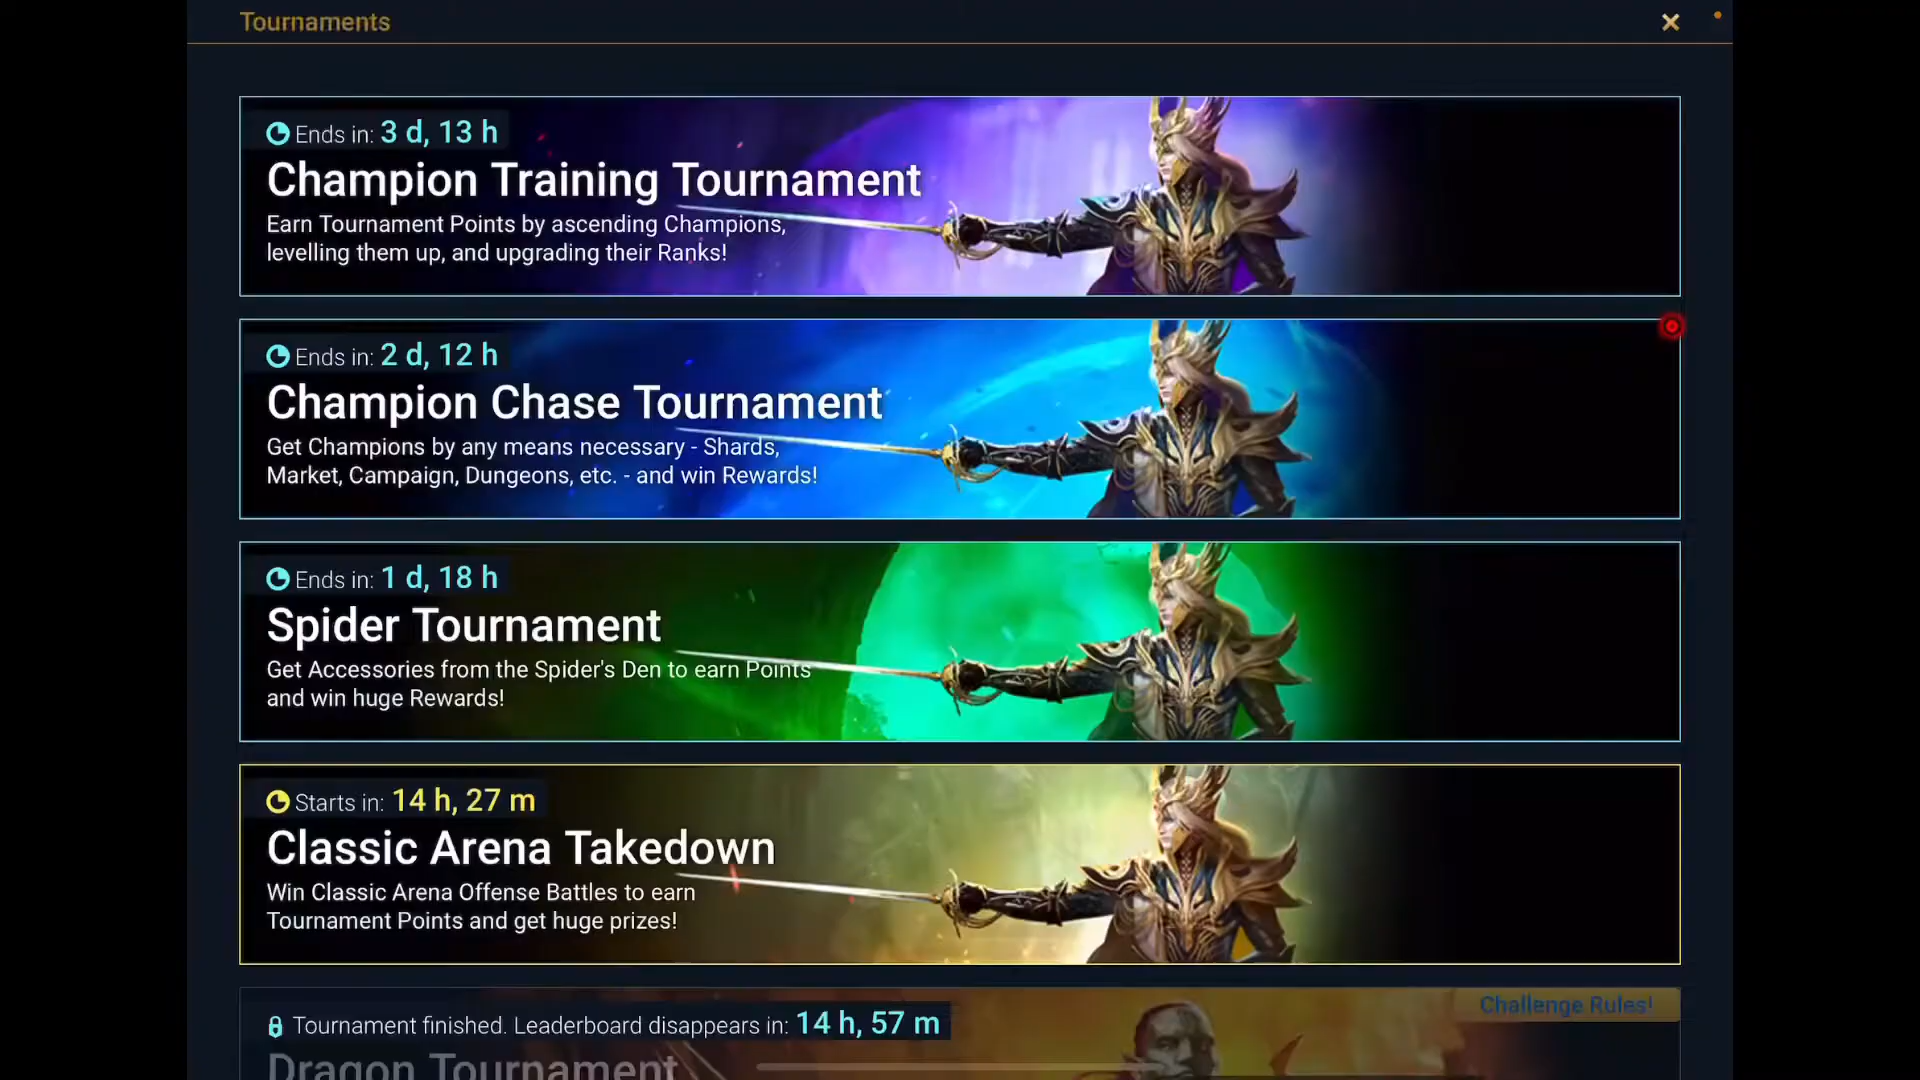 Tournaments
Ends in: 3 d, 13 h
Champion Training Tournament
Earn Tournament Points by ascending Champions,
levelling them up, and upgrading their Ranks!
Ends in: 2 d, 12 h
Champion Chase Tournament
Get Champions by any means necessary - Shards,
Market, Campaign, Dungeons, etc. - and win Rewards!
Ends in: 1 d, 18 h
Spider Tournament
Get Accessories from the Spider's Den to earn Points
and win huge Rewards!
Starts in: 14 h, 27 m
Classic Arena Takedown
Win Classic Arena Offense Battles to earn
Tournament Points and get huge prizes!
Challenge Rules!
Tournament finished. Leaderboard disappears in: 14 h, 57 m
Dragon Tournament